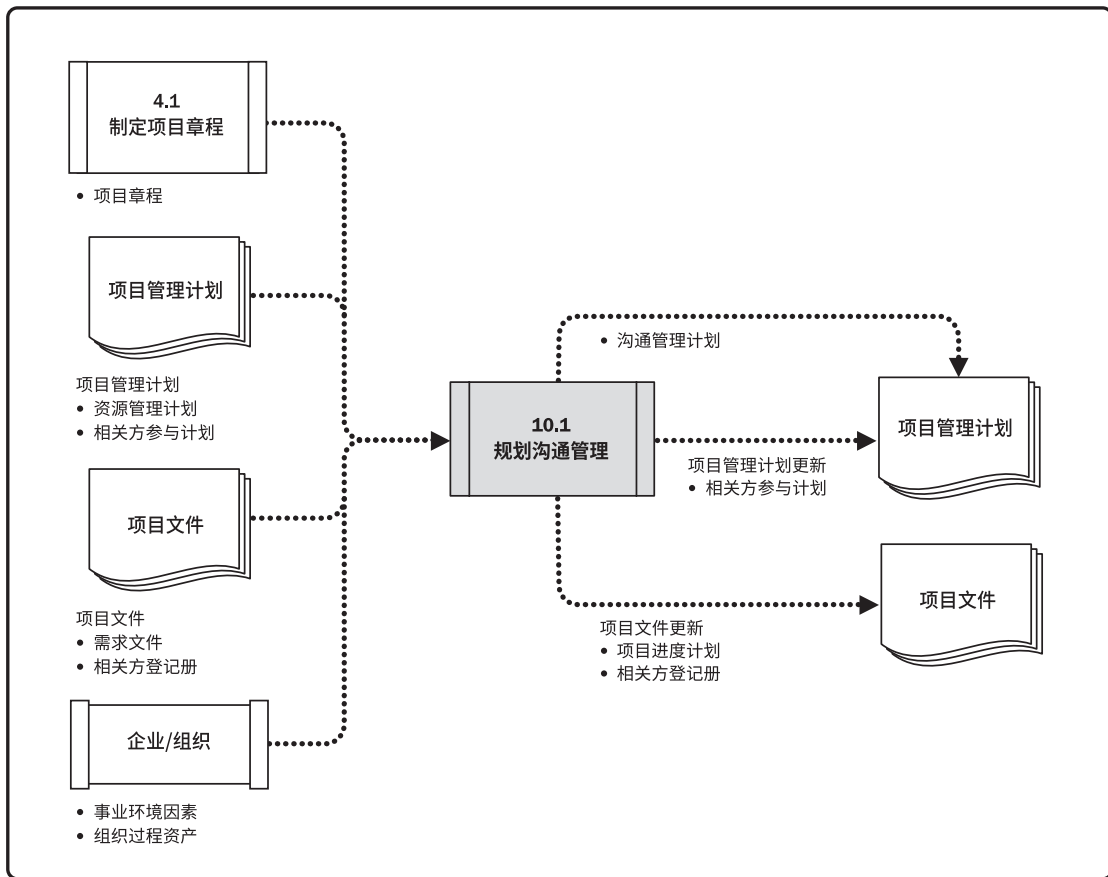 4.1
制定项目章程
• 项目章程
项目管理计划
项目管理计划
• 资源管理计划
• 相关方参与计划
项目文件
项目文件
• 需求文件
• 相关方登记册
企业/组织
• 事业环境因素
• 组织过程资产
10.1
规划沟通管理
• 沟通管理计划
项目管理计划
项目管理计划更新
• 相关方参与计划
项目文件
项目文件更新
• 项目进度计划
• 相关方登记册